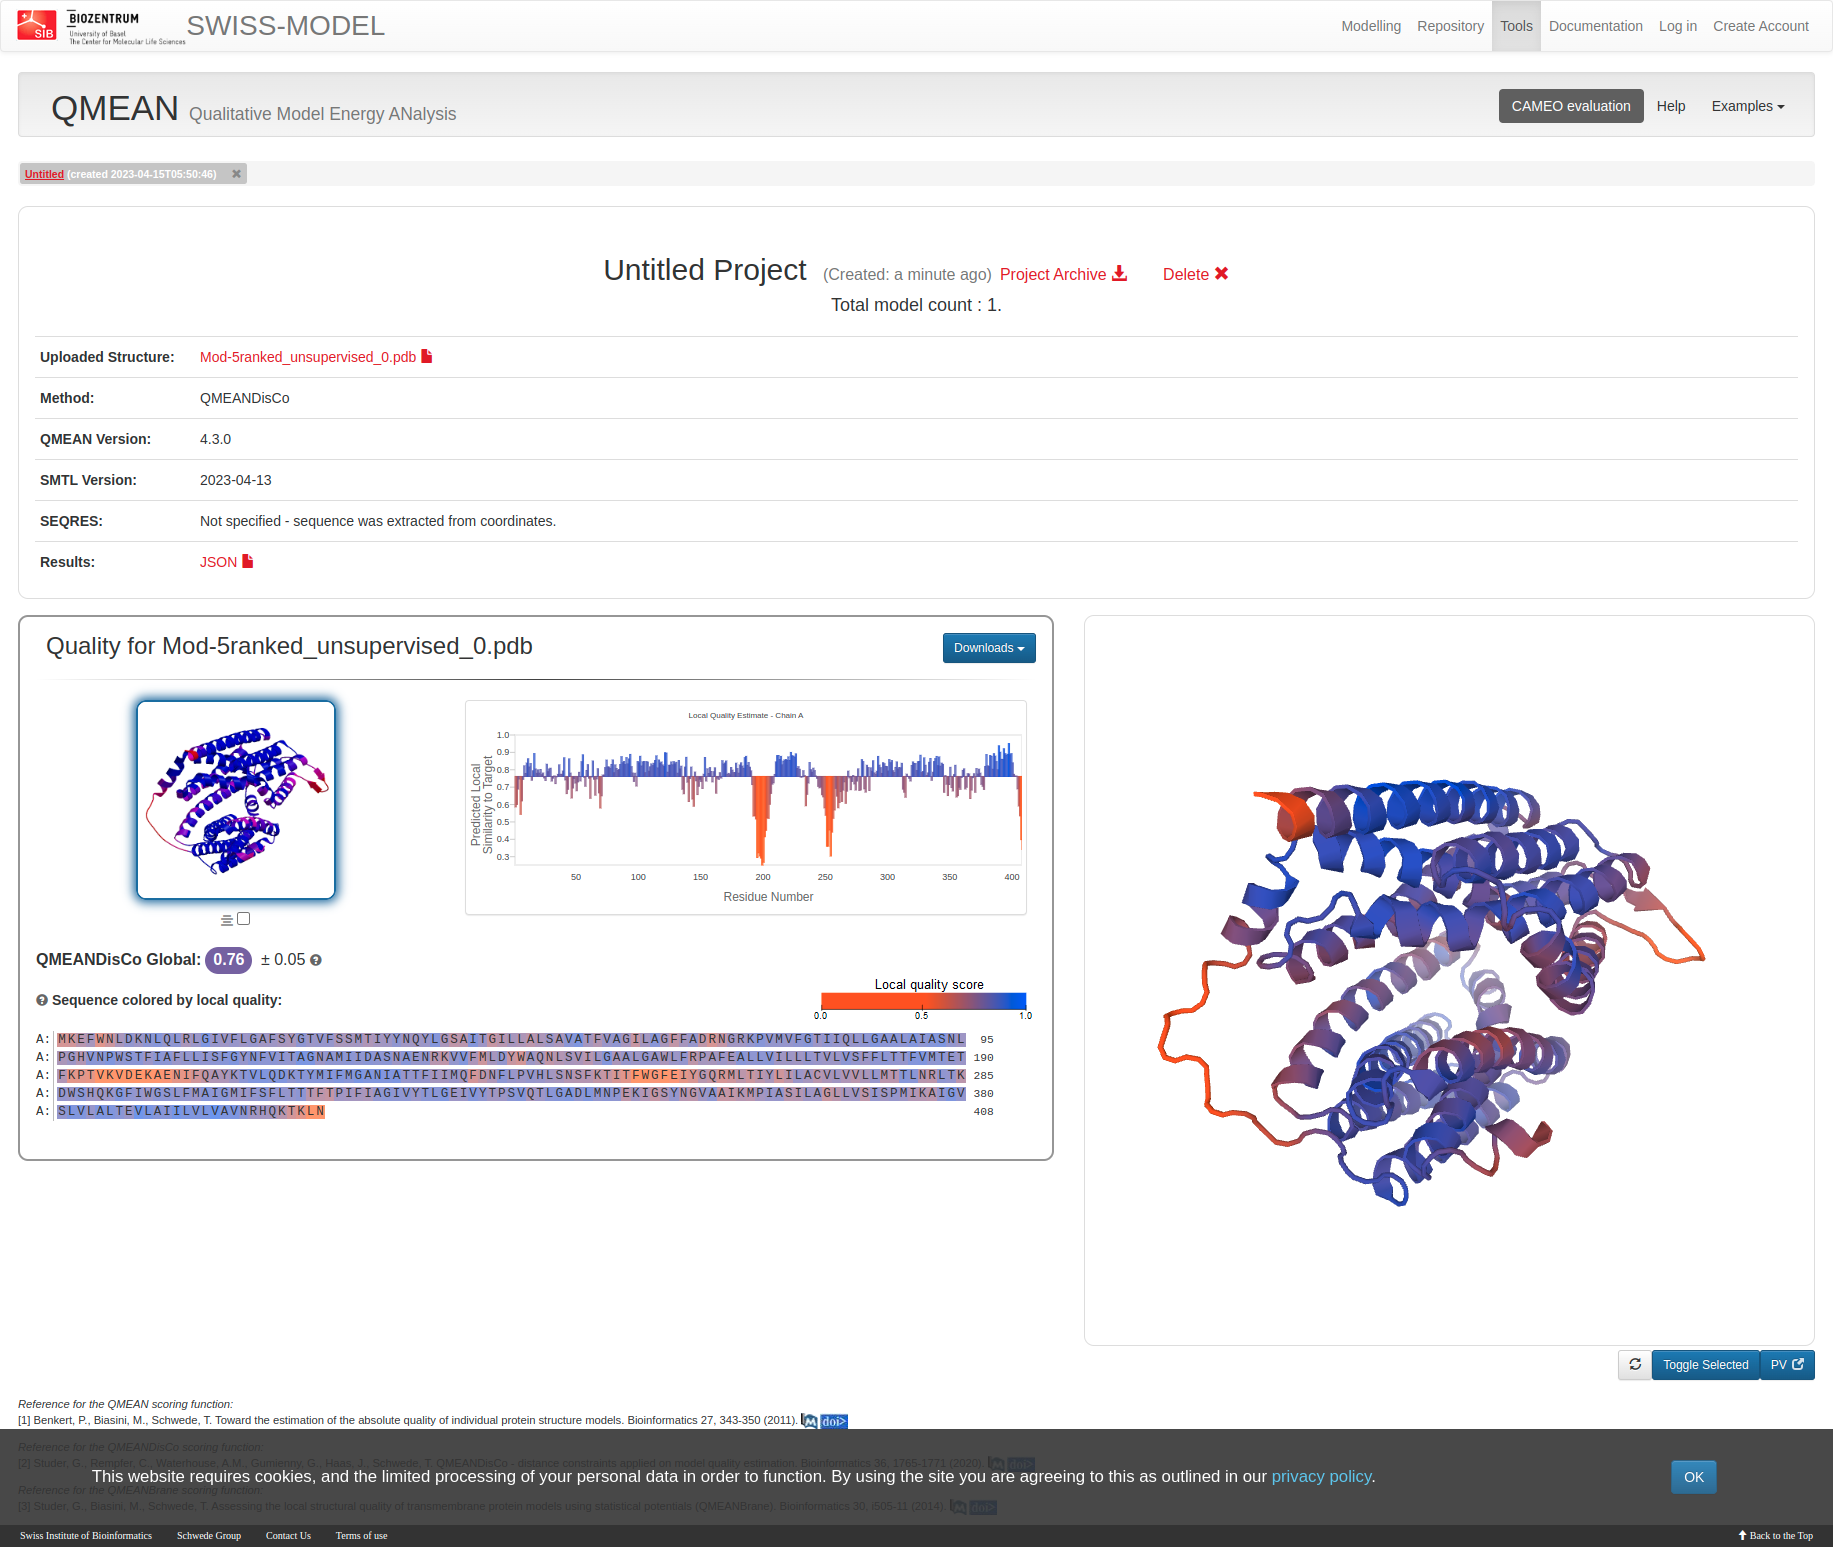 SIB
BIOZENTRUM
University of Basel
The Center for Molecular Life Sciences
SWISS-MODEL
Modelling Repository Tools Documentation Log in Create Account
QMEAN Qualitative Model Energy ANalysis
CAMEO evaluation Help Examples
Untitled (created 2023-04-15T05:50:46) ✖
Untitled Project (Created: a minute ago) Project Archive Delete ✖
Total model count : 1.
Uploaded Structure: Mod-5ranked_unsupervised_0.pdb
Method: QMEANDisCo
QMEAN Version: 4.3.0
SMTL Version: 2023-04-13
SEQRES: Not specified - sequence was extracted from coordinates.
Results: JSON
Quality for Mod-5ranked_unsupervised_0.pdb
Downloads
Local Quality Estimate - Chain A
1.0
0.9
0.8
0.7
0.6
0.5
0.4
0.3
Predicted Local
Similarity to Target
50 100 150 200 250 300 350 400
Residue Number
QMEANDisCo Global: 0.76 ± 0.05
Sequence colored by local quality:
Local quality score
0.0 0.5 1.0
A: MKEFWNLDKNLQLRLGIVFLGAFSYGTVFSSMTIYYNQYLGSAITGILLALSAVATFVAGILAGFFADRNGRKPVMVFGTIIQLLGAALAIASNL 95
A: PGHVNPWSTFIAFLLISFGYNFVITAGNAMIIDASNAENRKVVFMLDYWAQNLSVILGAALGAWLFRPAFEALLVILLLTVLVSFFLTTFVMTET 190
A: FKPTVKVDEKAENIFQAYKTVLQDKTYMIFMGANIATTFIIMQFDNFLPVHLSNSFKTITFWGFEIYGQRMLTIYLILACVLVVLLMTTLNRLTK 285
A: DWSHQKGFIWGSLFMAIGMIFSFLTTTFTPIFIAGIVYTLGEIVYTPSVQTLGADLMNPEKIGSYNGVAAIKMPIASILAGLLVSISPMIKAIGV 380
A: SLVLALTEVLAIILVLVAVNRHQKTKLN 408
Toggle Selected PV
Reference for the QMEAN scoring function:
[1] Benkert, P., Biasini, M., Schwede, T. Toward the estimation of the absolute quality of individual protein structure models. Bioinformatics 27, 343-350 (2011). M doi>
Reference for the QMEANDisCo scoring function:
[2] Studer, G., Rempfer, C., Waterhouse, A.M., Gumienny, G., Haas, J., Schwede, T. QMEANDisCo - distance constraints applied on model quality estimation. Bioinformatics 36, 1765-1771 (2020). M doi>
This website requires cookies, and the limited processing of your personal data in order to function. By using the site you are agreeing to this as outlined in our privacy policy.
OK
Reference for the QMEANBrane scoring function:
[3] Studer, G., Biasini, M., Schwede, T. Assessing the local structural quality of transmembrane protein models using statistical potentials (QMEANBrane). Bioinformatics 30, i505-11 (2014). M doi>
Swiss Institute of Bioinformatics Schwede Group Contact Us Terms of use
Back to the Top